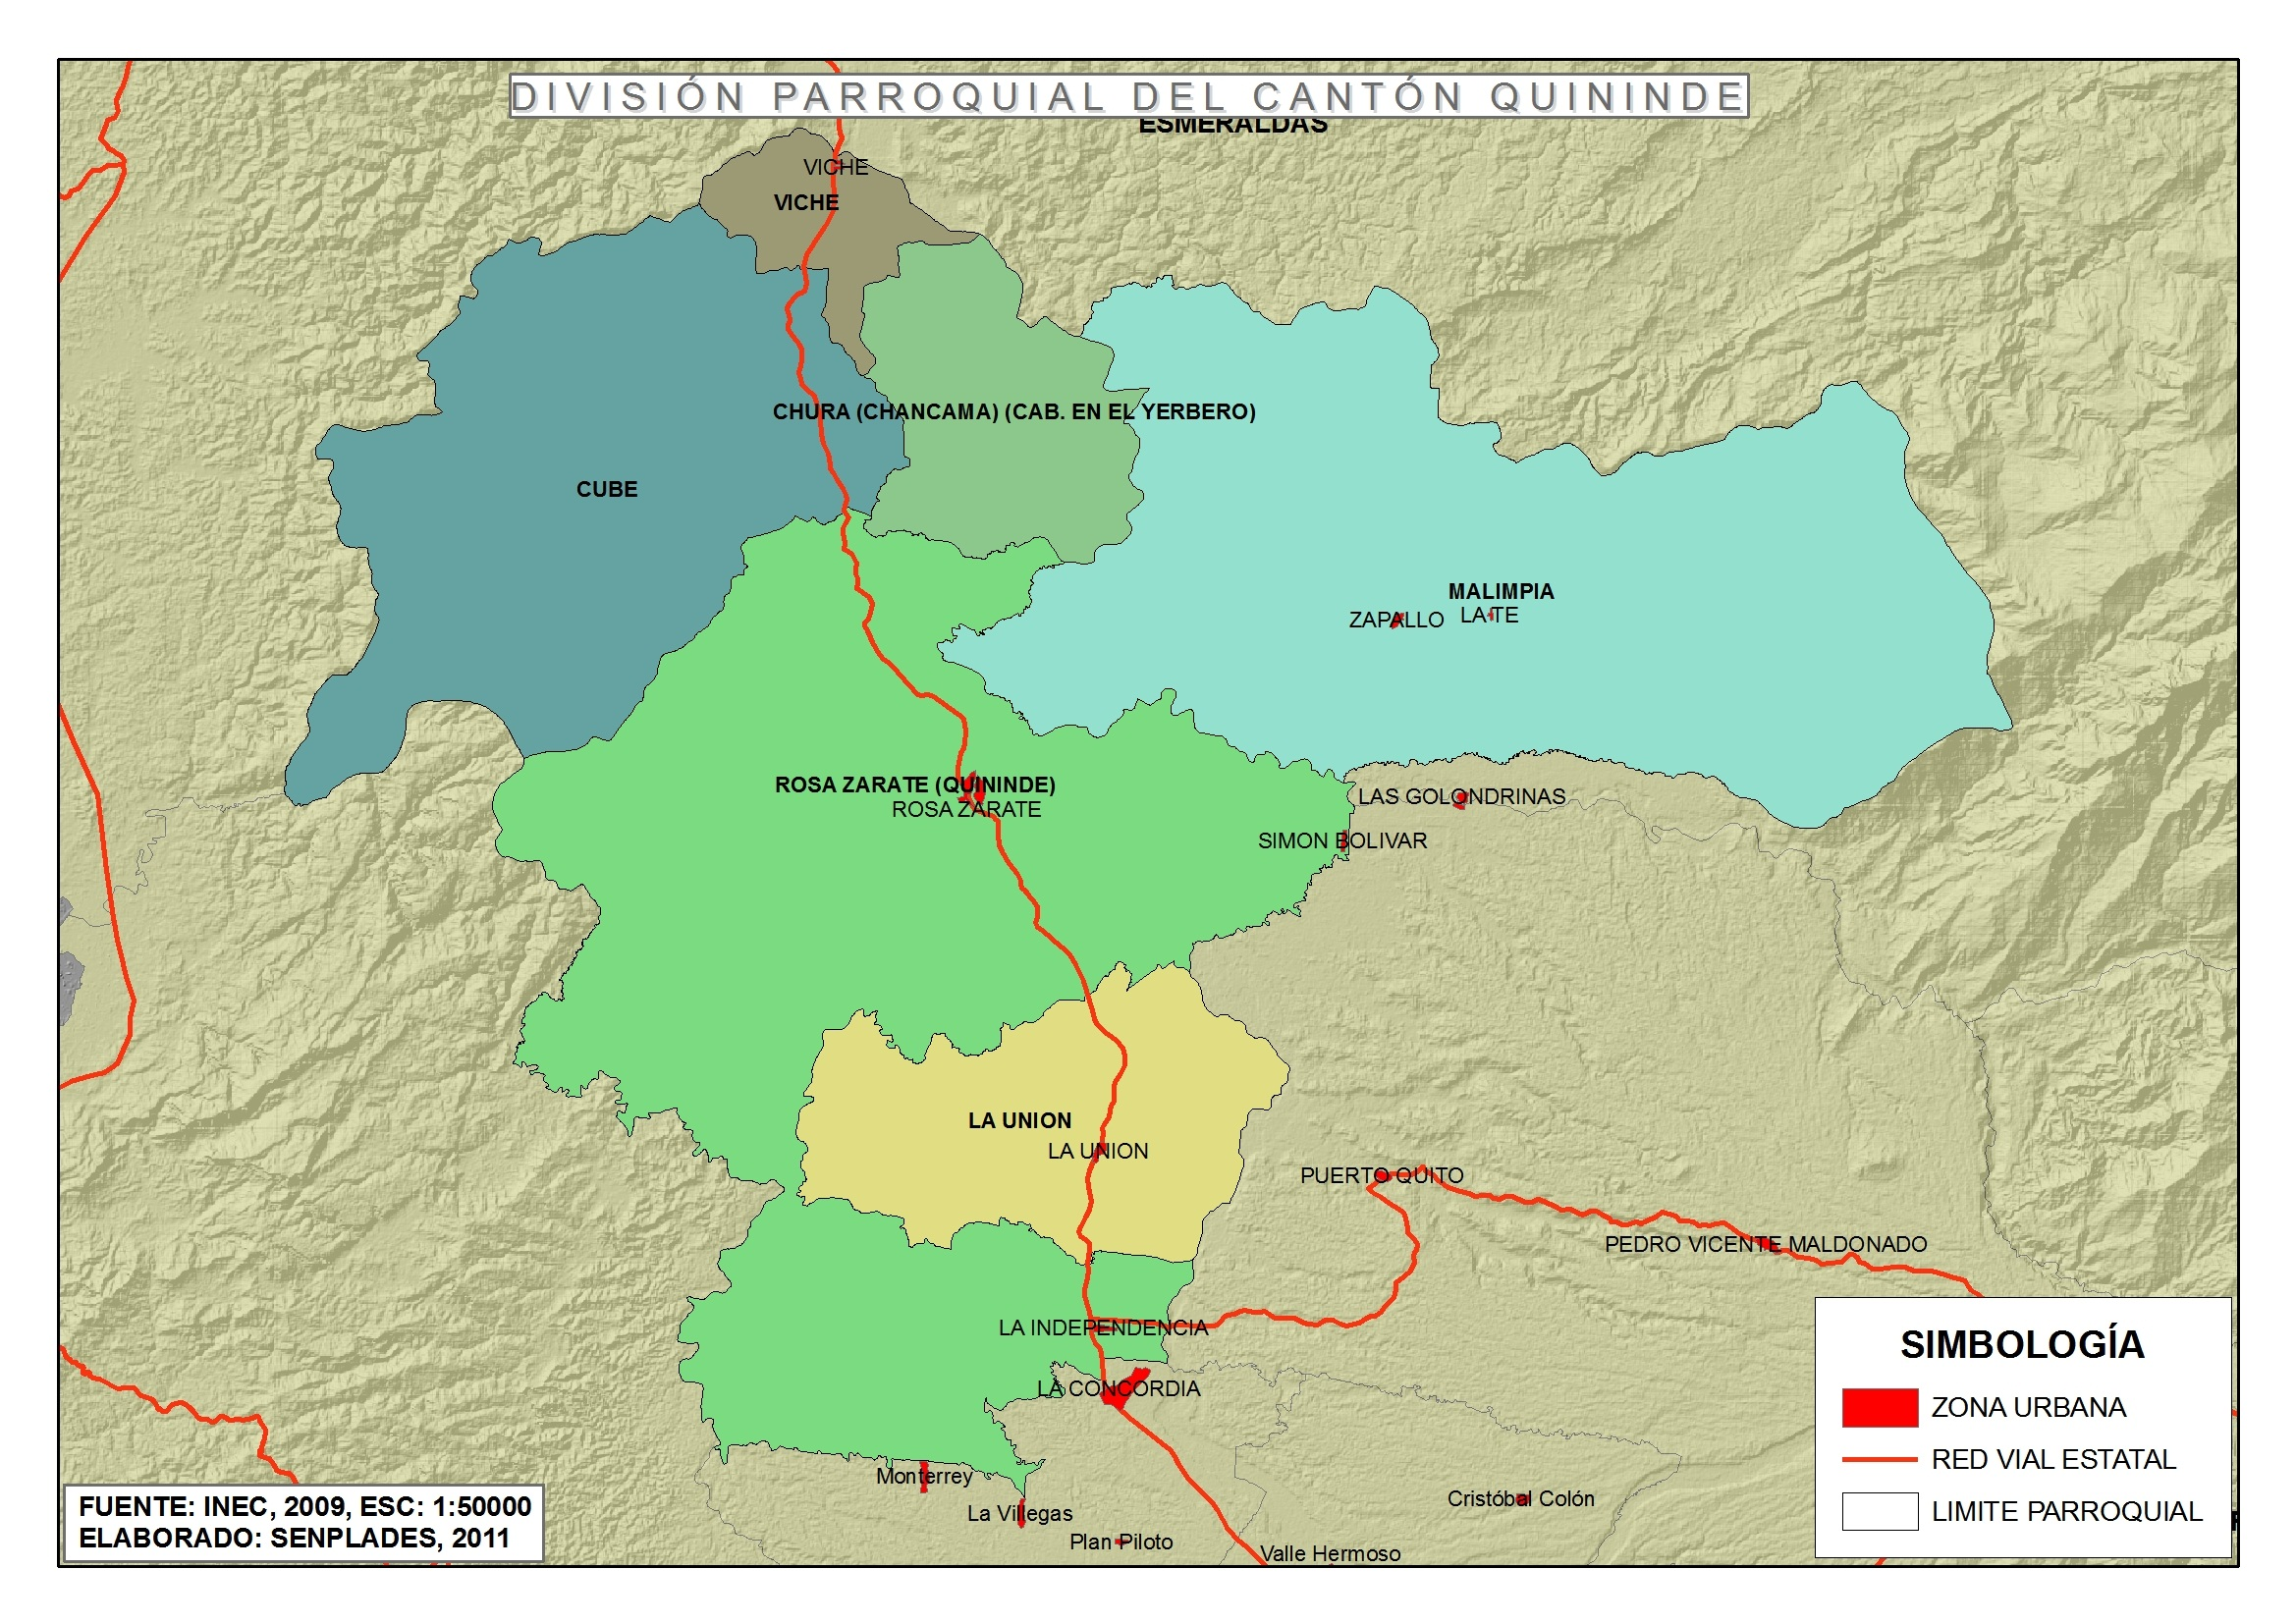 DIVISIÓN PARROQUIAL DEL CANTÓN QUININDE
ESMERALDAS
VICHE
VICHE
CHURA (CHANCAMA) (CAB. EN EL YERBERO)
CUBE
MALIMPIA
ZAPALLO
LA TE
ROSA ZARATE (QUININDE)
ROSA ZARATE
LAS GOLONDRINAS
SIMON BOLIVAR
LA UNION
LA UNION
PUERTO QUITO
PEDRO VICENTE MALDONADO
LA INDEPENDENCIA
LA CONCORDIA
Monterrey
La Villegas
Plan Piloto
Cristóbal Colón
Valle Hermoso
SIMBOLOGÍA
ZONA URBANA
RED VIAL ESTATAL
LIMITE PARROQUIAL
FUENTE: INEC, 2009, ESC: 1:50000
ELABORADO: SENPLADES, 2011